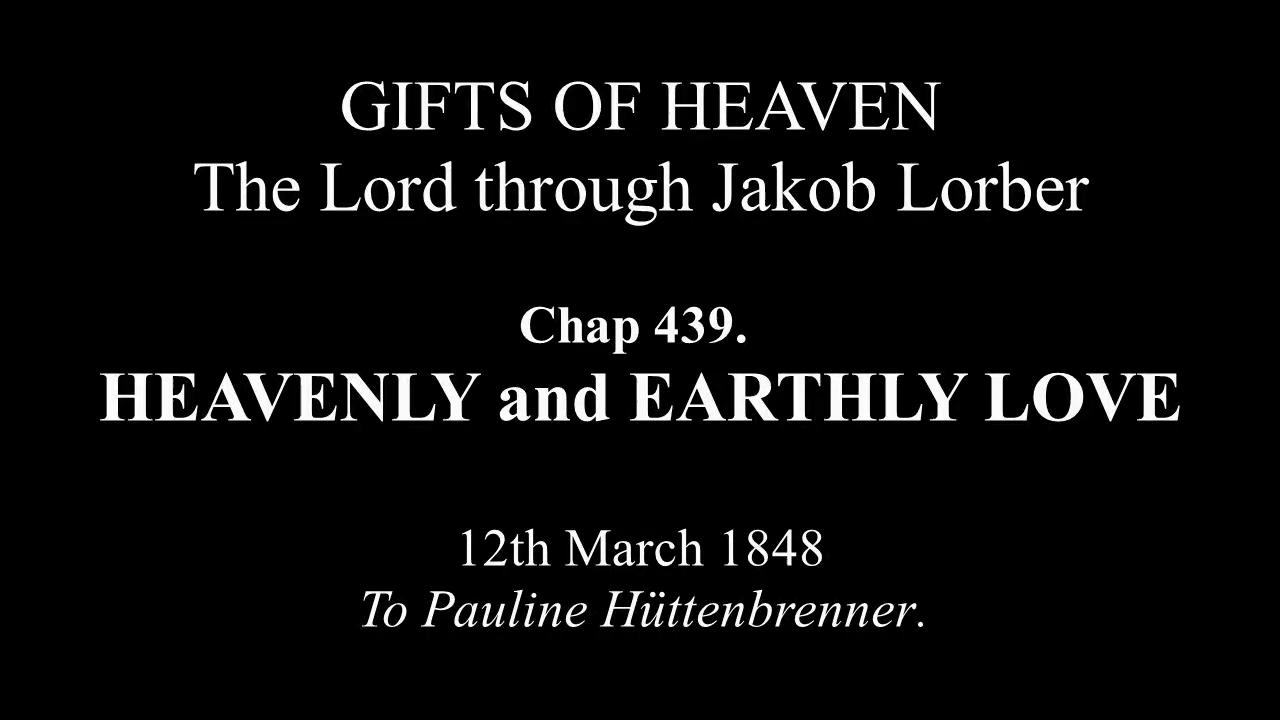 GIFTS OF HEAVEN
The Lord through Jakob Lorber
Chap 439.
HEAVENLY and EARTHLY LOVE
12th March 1848
To Pauline Hüttenbrenner.